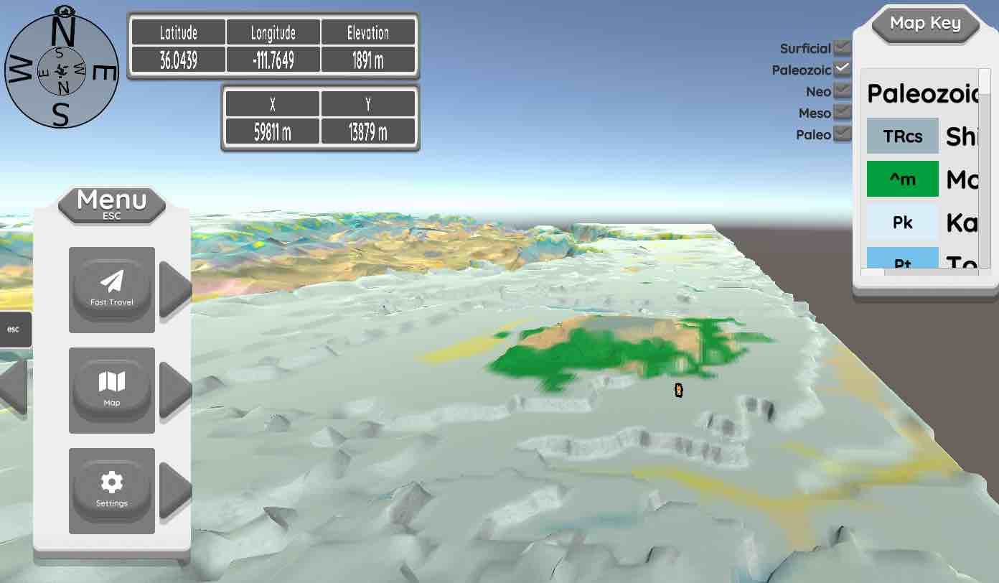 N
W
E
S
S
E
W
N
Latitude Longitude Elevation
36.0439 -111.7649 1891 m
X Y
59811 m 13879 m
Surficial
Paleozoic
Neo
Meso
Paleo
Map Key
Paleozoic
TRcs Shi
^m Mo
Pk Ka
Pt To
Menu
ESC
Fast Travel
esc
Map
Settings